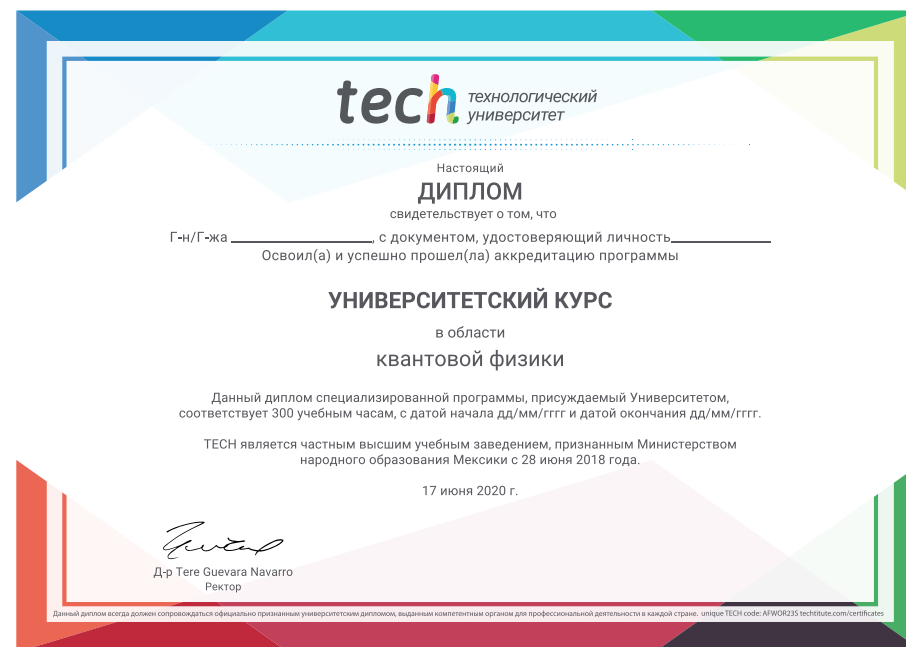 tech технологический
университет
Настоящий
ДИПЛОМ
свидетельствует о том, что
Г-н/Г-жа ____________________, с документом, удостоверяющий личность______________
Освоил(а) и успешно прошел(ла) аккредитацию программы
УНИВЕРСИТЕТСКИЙ КУРС
в области
квантовой физики
Данный диплом специализированной программы, присуждаемый Университетом,
соответствует 300 учебным часам, с датой начала дд/мм/гггг и датой окончания дд/мм/гггг.
TECH является частным высшим учебным заведением, признанным Министерством
народного образования Мексики с 28 июня 2018 года.
17 июня 2020 г.
Д-р Tere Guevara Navarro
Ректор
Данный диплом всегда должен сопровождаться официально признанным университетским дипломом, выданным компетентным органом для профессиональной деятельности в каждой стране. unique TECH code: AFWOR23S techtitute.com/certificates